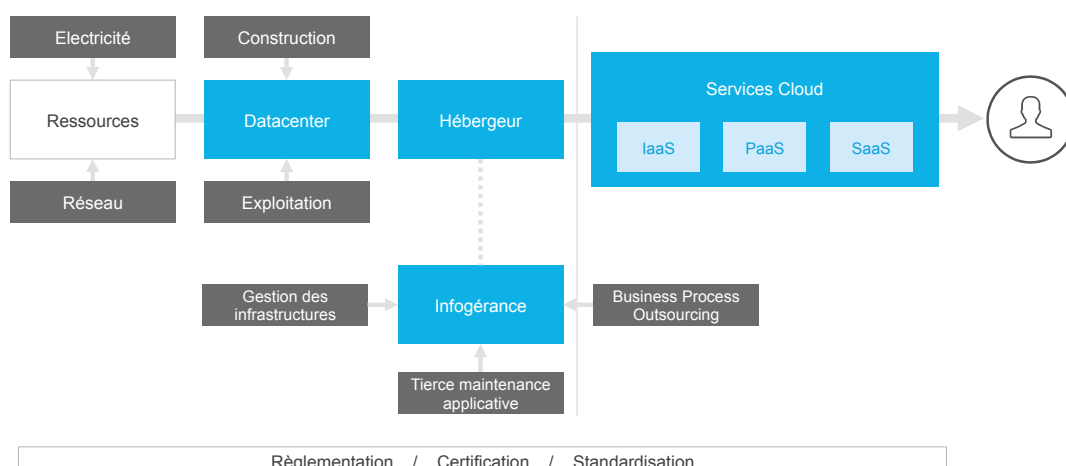 Electricité
Construction
Ressources
Datacenter
Hébergeur
Services Cloud
IaaS
PaaS
SaaS
Réseau
Exploitation
Gestion des
infrastructures
Infogérance
Business Process
Outsourcing
Tierce maintenance
applicative
Règlementation / Certification / Standardisation